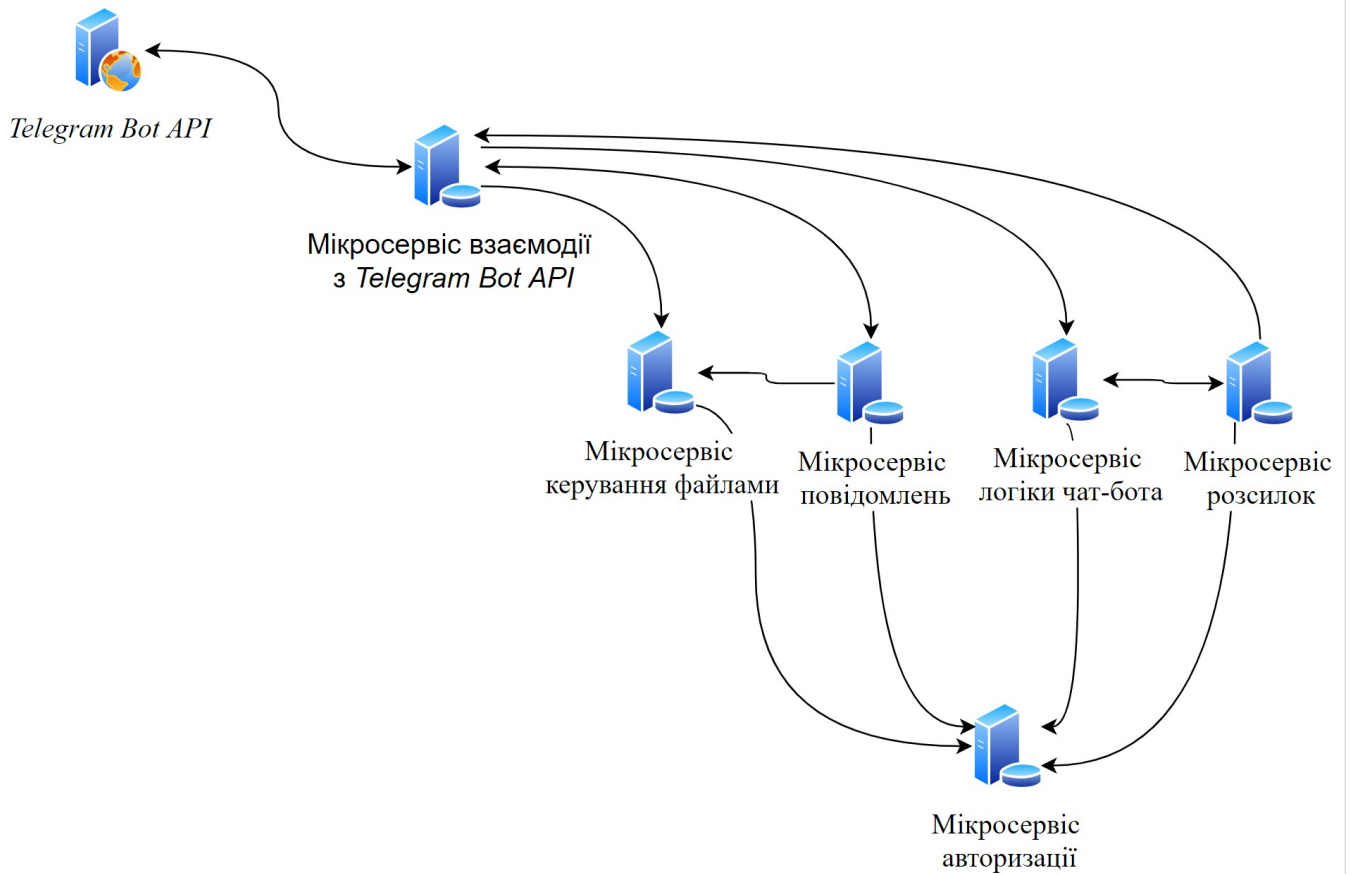 Telegram Bot API
Мікросервіс взаємодії
з Telegram Bot API
Мікросервіс
керування файлами
Мікросервіс
повідомлень
Мікросервіс
логіки чат-бота
Мікросервіс
розсилок
Мікросервіс
авторизації